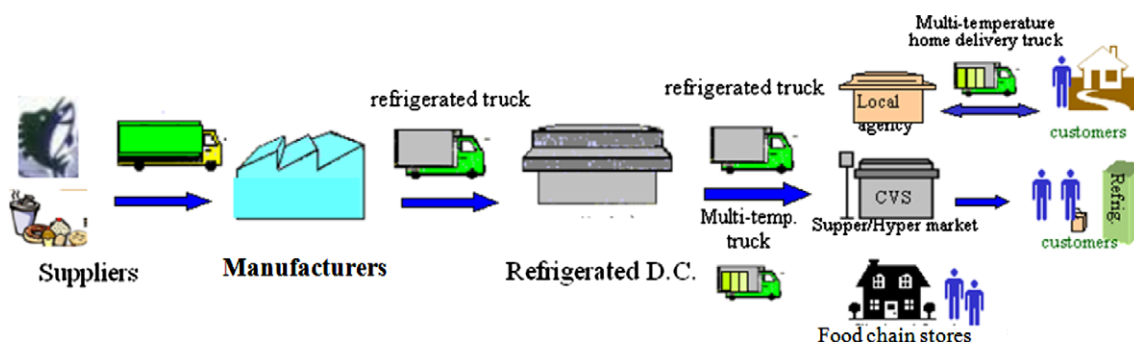 Suppliers
refrigerated truck
Manufacturers
Refrigerated D.C.
refrigerated truck
Multi-temp.
truck
Multi-temperature
home delivery truck
Local
agency
customers
CVS
Supper/Hyper market
Refrig.
customers
Food chain stores